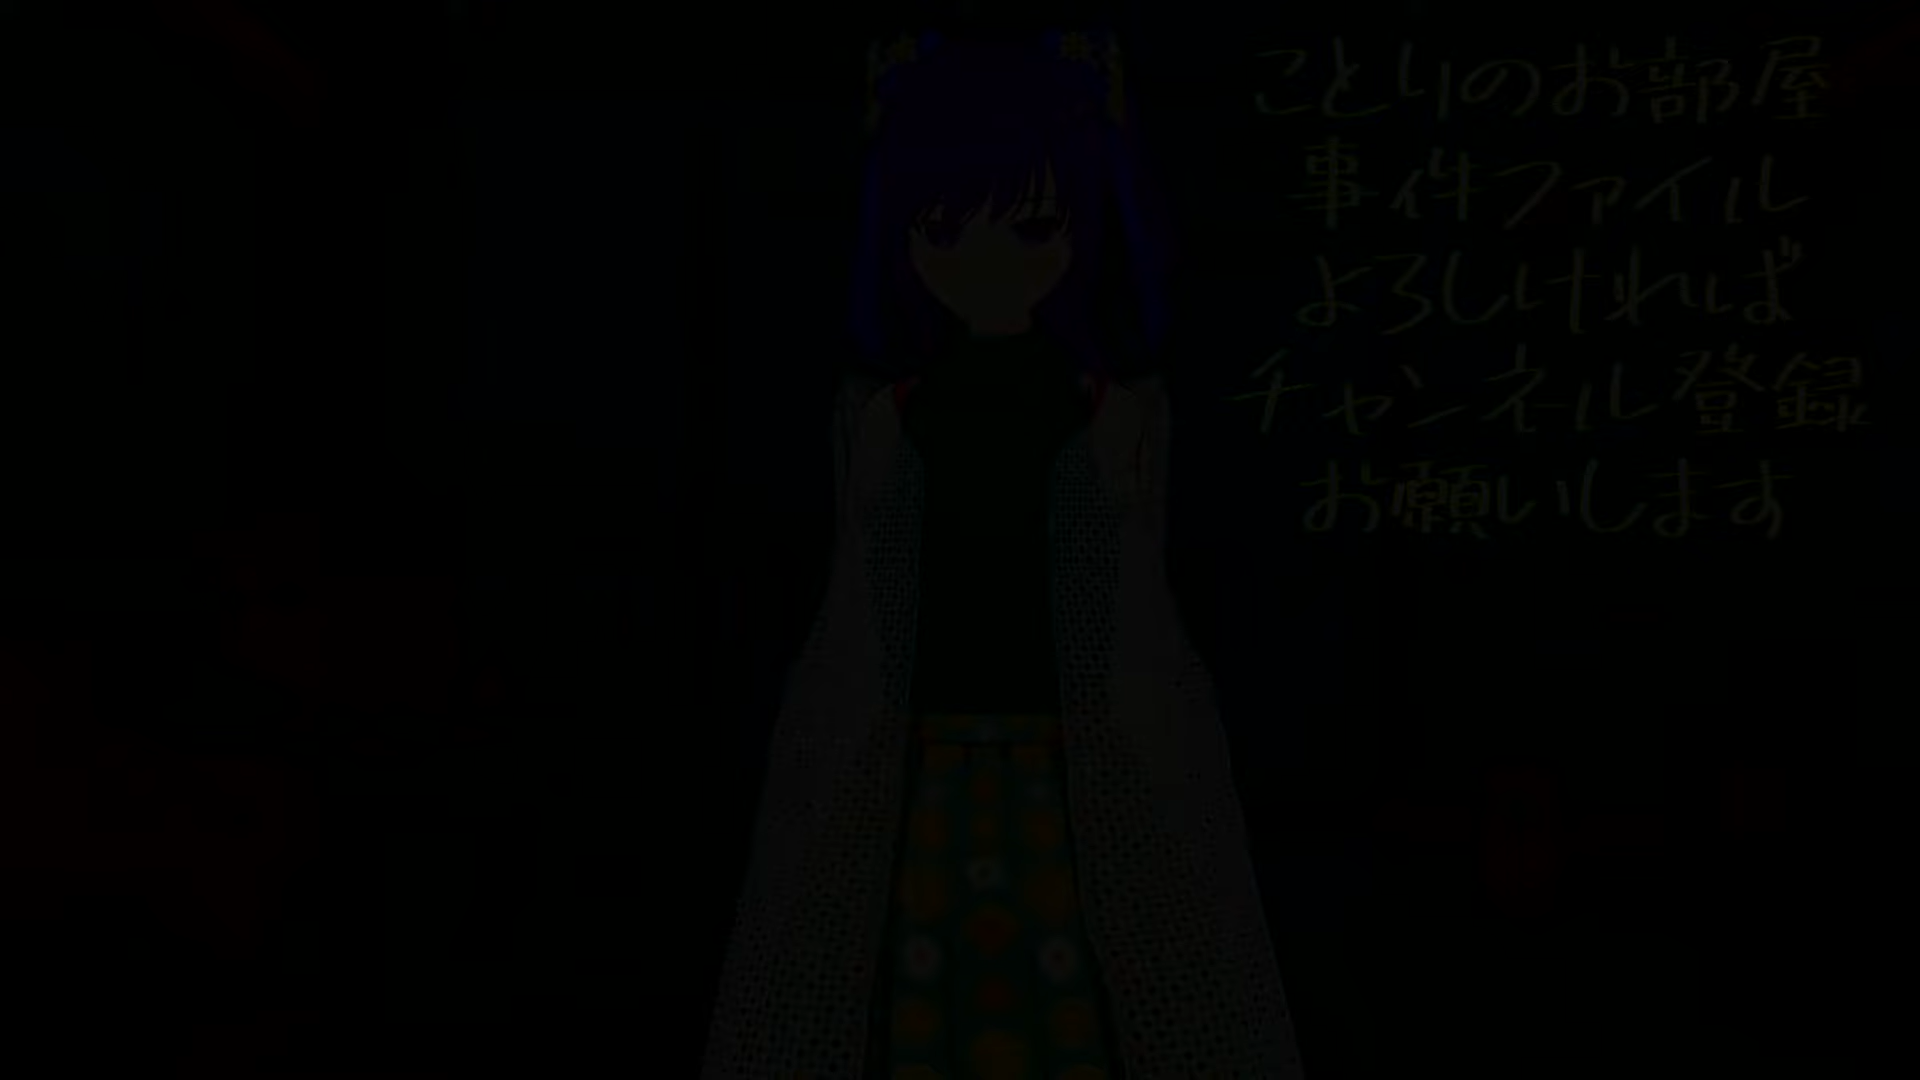 ことりのお部屋
事件ファイル
よろしければ
チャンネル登録
お願いします